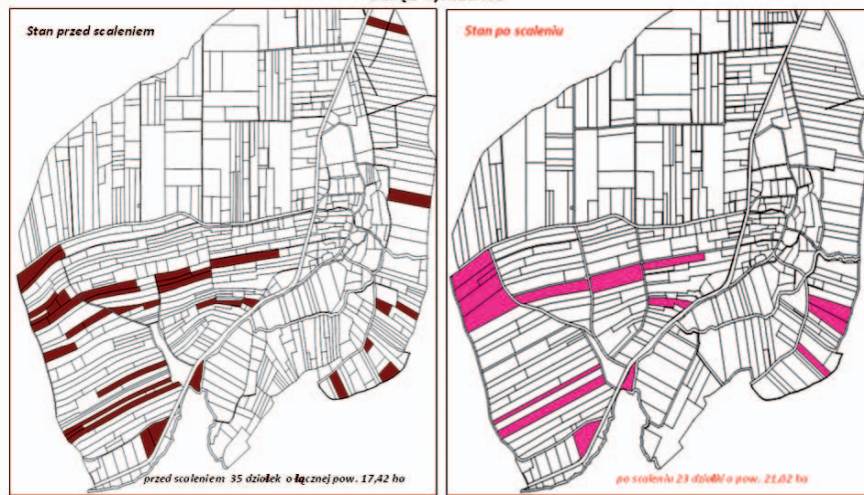 Stan przed scaleniem
Stan po scaleniu
przed scaleniem 35 działek o łącznej pow. 17,42 ha
po scaleniu 23 działki o pow. 21,02 ha